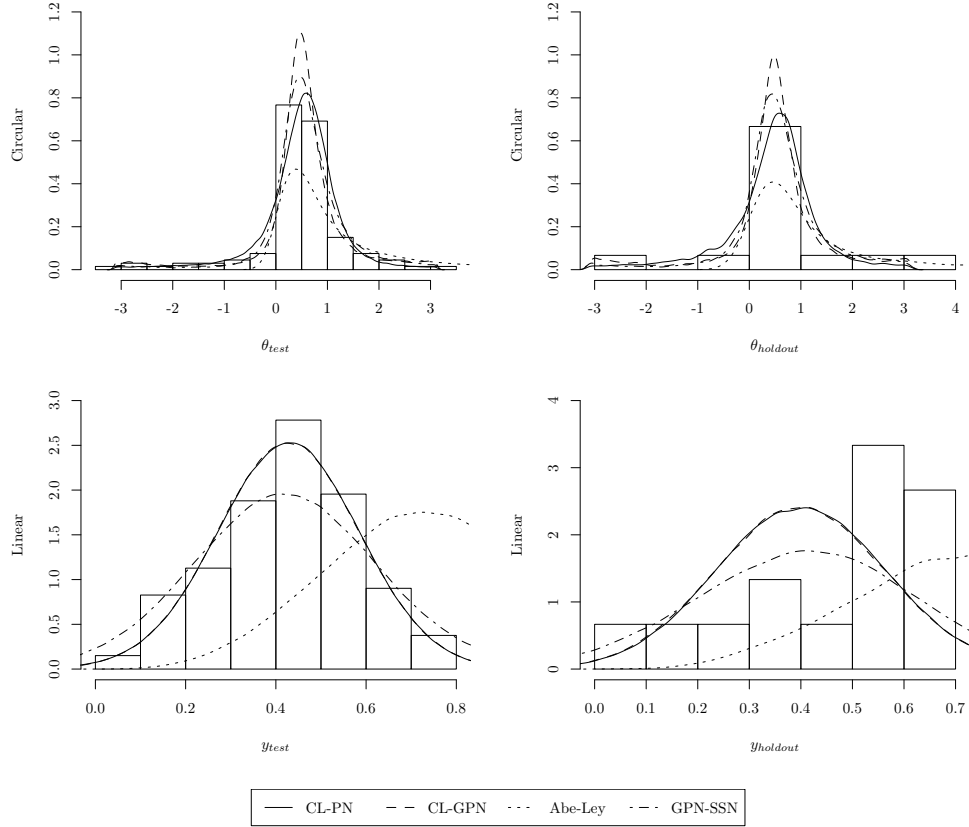 Circular
0.0 0.2 0.4 0.6 0.8 1.0 1.2
-3 -2 -1 0 1 2 3
θtest
Circular
0.0 0.2 0.4 0.6 0.8 1.0 1.2
-3 -2 -1 0 1 2 3 4
θholdout
Linear
0.0 0.5 1.0 1.5 2.0 2.5 3.0
0.0 0.2 0.4 0.6 0.8
ytest
Linear
0 1 2 3 4
0.0 0.1 0.2 0.3 0.4 0.5 0.6 0.7
yholdout
CL-PN CL-GPN Abe-Ley GPN-SSN